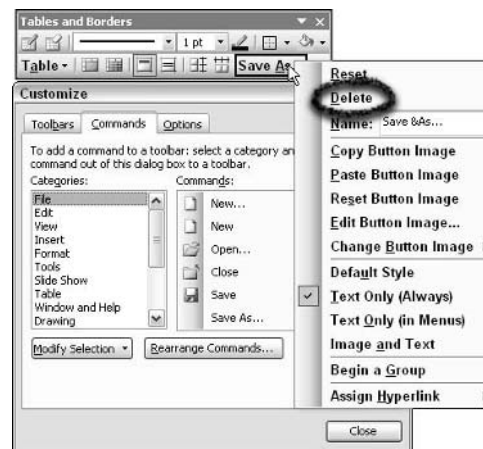 Tables and Borders
1 pt
Table
Save As...
Customize
Toolbars Commands Options
To add a command to a toolbar: select a category an
command out of this dialog box to a toolbar.
Categories:
File
Edit
View
Insert
Format
Tools
Slide Show
Table
Window and Help
Drawing
Commands:
New...
New
Open...
Close
Save
Save As...
Modify Selection
Rearrange Commands...
Close
Reset
Delete
Name: Save &As...
Copy Button Image
Paste Button Image
Reset Button Image
Edit Button Image...
Change Button Image
Default Style
Text Only (Always)
Text Only (in Menus)
Image and Text
Begin a Group
Assign Hyperlink